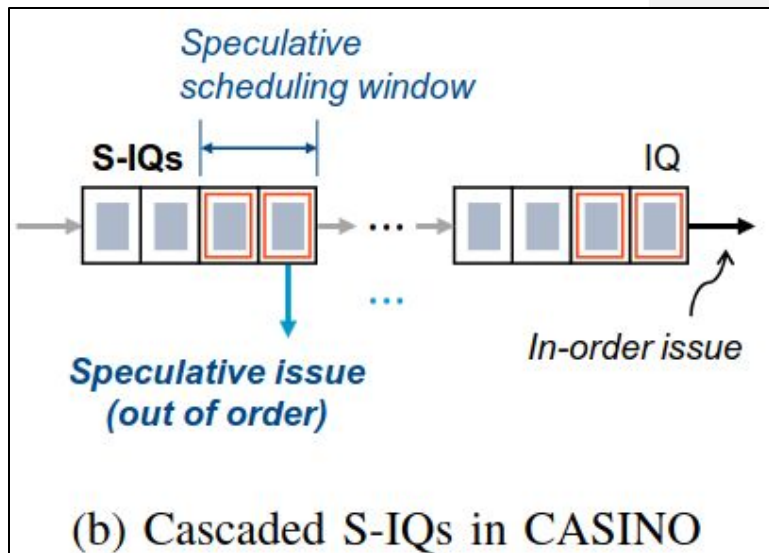 Speculative
scheduling window
S-IQs
IQ
...
...
Speculative issue
(out of order)
In-order issue
(b) Cascaded S-IQs in CASINO